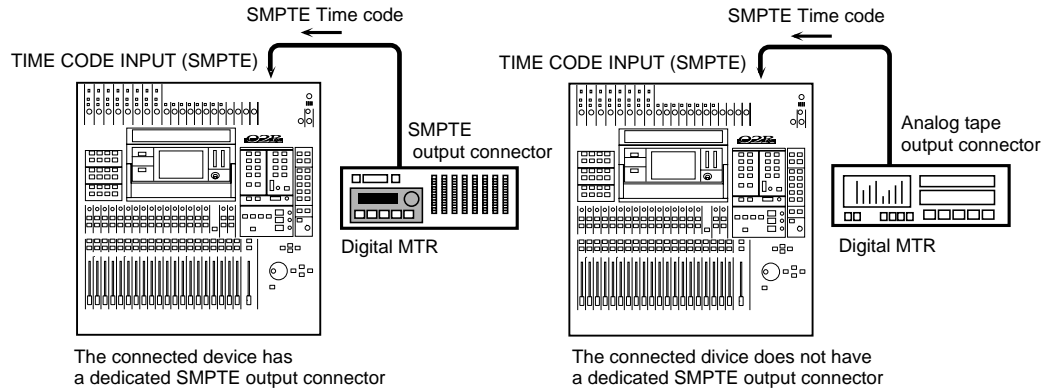 SMPTE Time code
TIME CODE INPUT (SMPTE)
O2R
SMPTE
output connector
Digital MTR
The connected device has
a dedicated SMPTE output connector
SMPTE Time code
TIME CODE INPUT (SMPTE)
O2R
Analog tape
output connector
Digital MTR
The connected divice does not have
a dedicated SMPTE output connector